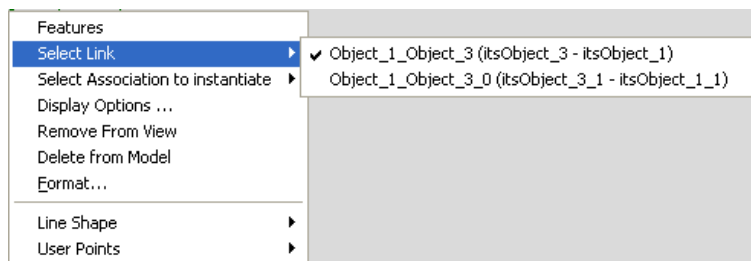 Features
Select Link
Object_1_Object_3 (itsObject_3 - itsObject_1)
Select Association to instantiate
Object_1_Object_3_0 (itsObject_3_1 - itsObject_1_1)
Display Options ...
Remove From View
Delete from Model
Format...
Line Shape
User Points